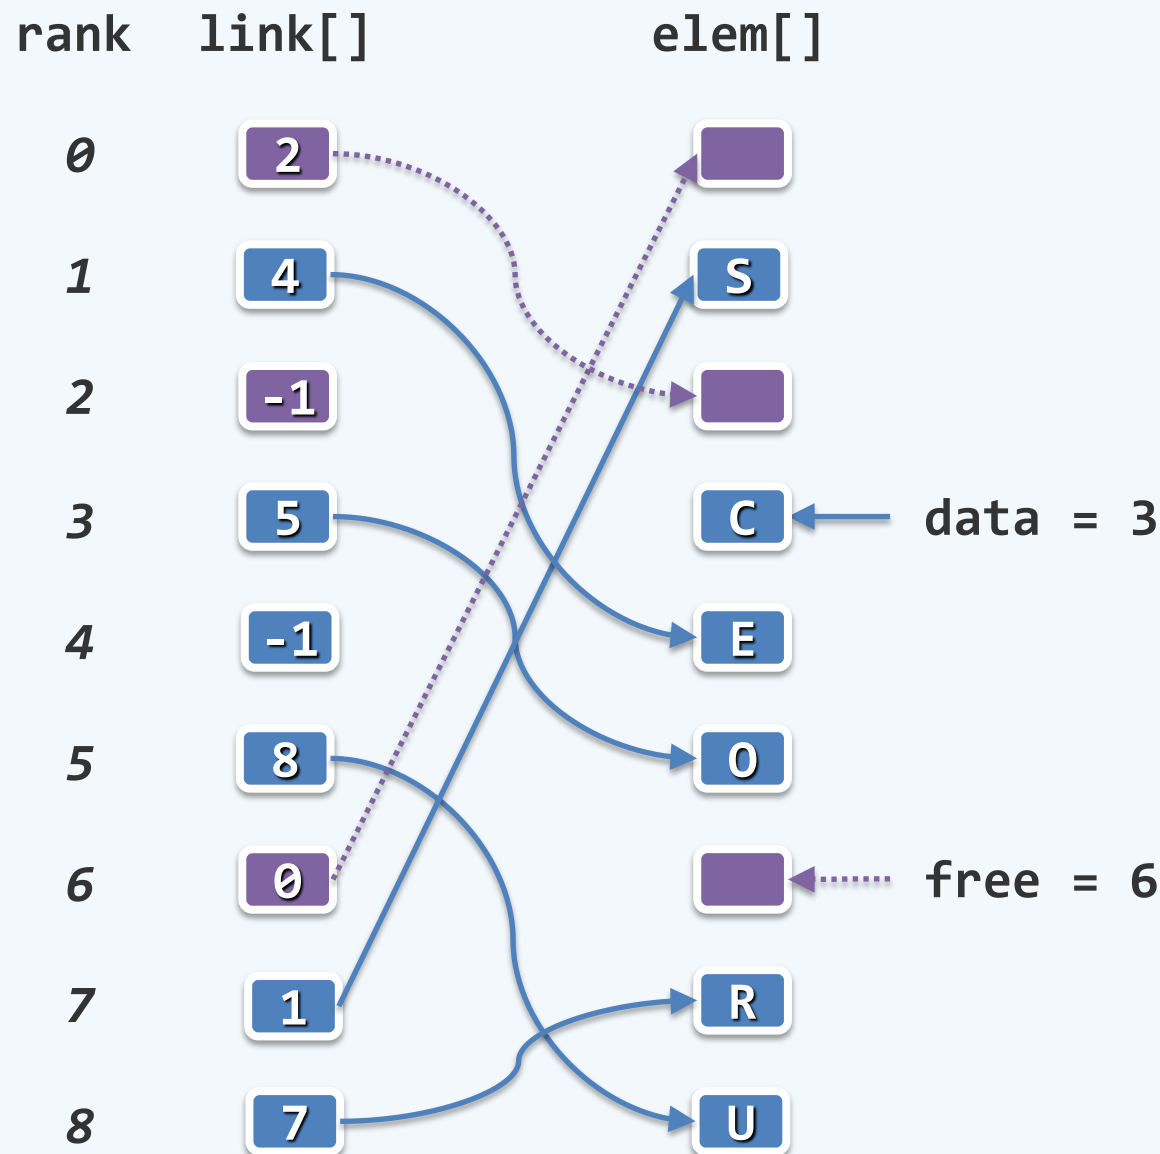 rank link[] elem[]
0 2
1 4 S
2 -1
3 5 C data = 3
4 -1 E
5 8 O
6 0 free = 6
7 1 R
8 7 U